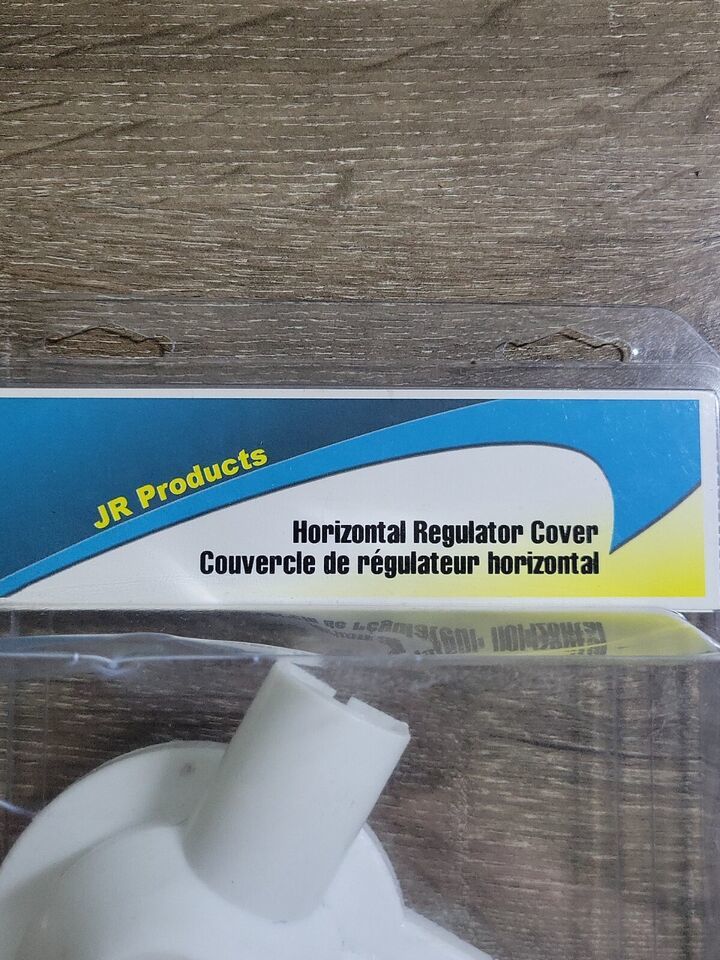 JR Products
Horizontal Regulator Cover
Couvercle de régulateur horizontal